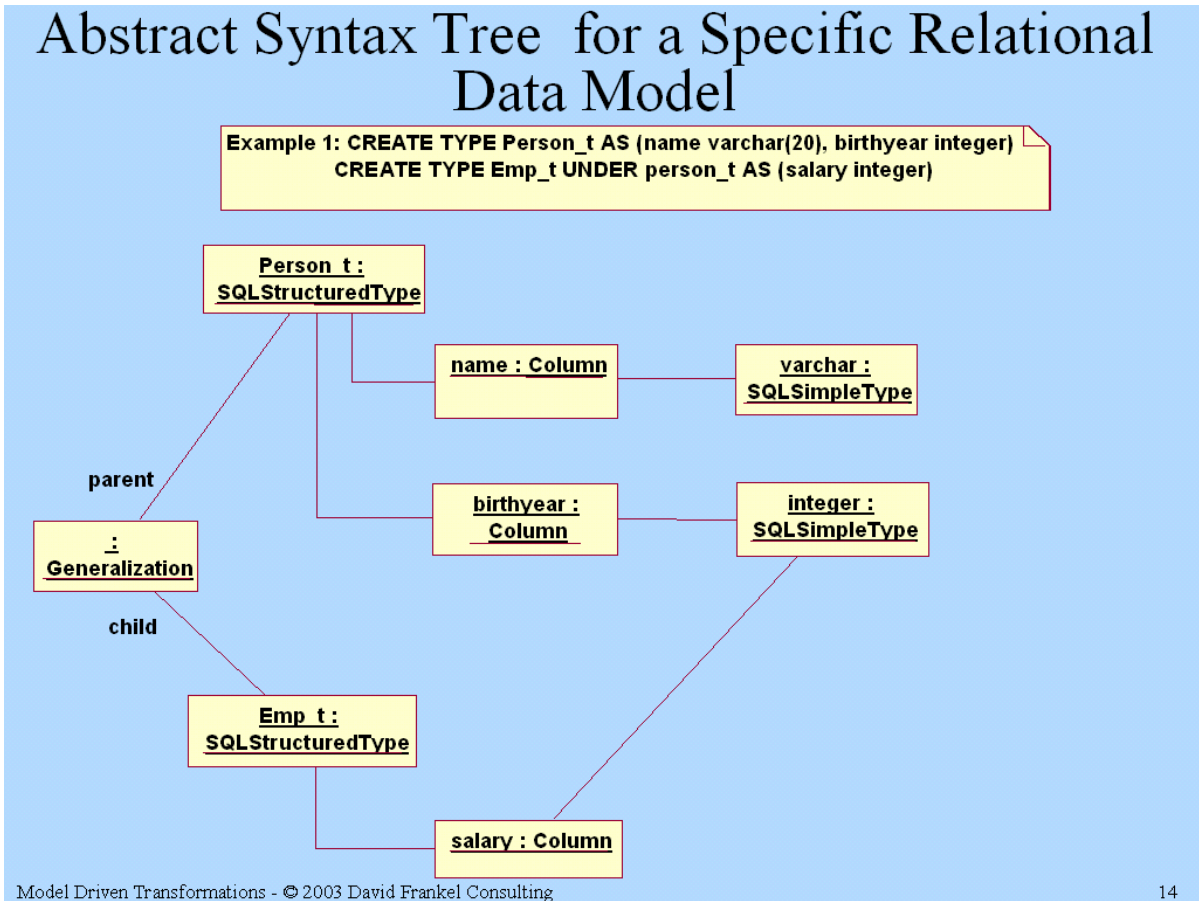 Abstract Syntax Tree for a Specific Relational
Data Model
Example 1: CREATE TYPE Person_t AS (name varchar(20), birthyear integer)
CREATE TYPE Emp_t UNDER person_t AS (salary integer)
Person_t :
SQLStructuredType
name : Column
varchar :
SQLSimpleType
parent
birthyear :
Column
integer :
SQLSimpleType
:
Generalization
child
Emp_t :
SQLStructuredType
salary : Column
Model Driven Transformations - © 2003 David Frankel Consulting
14